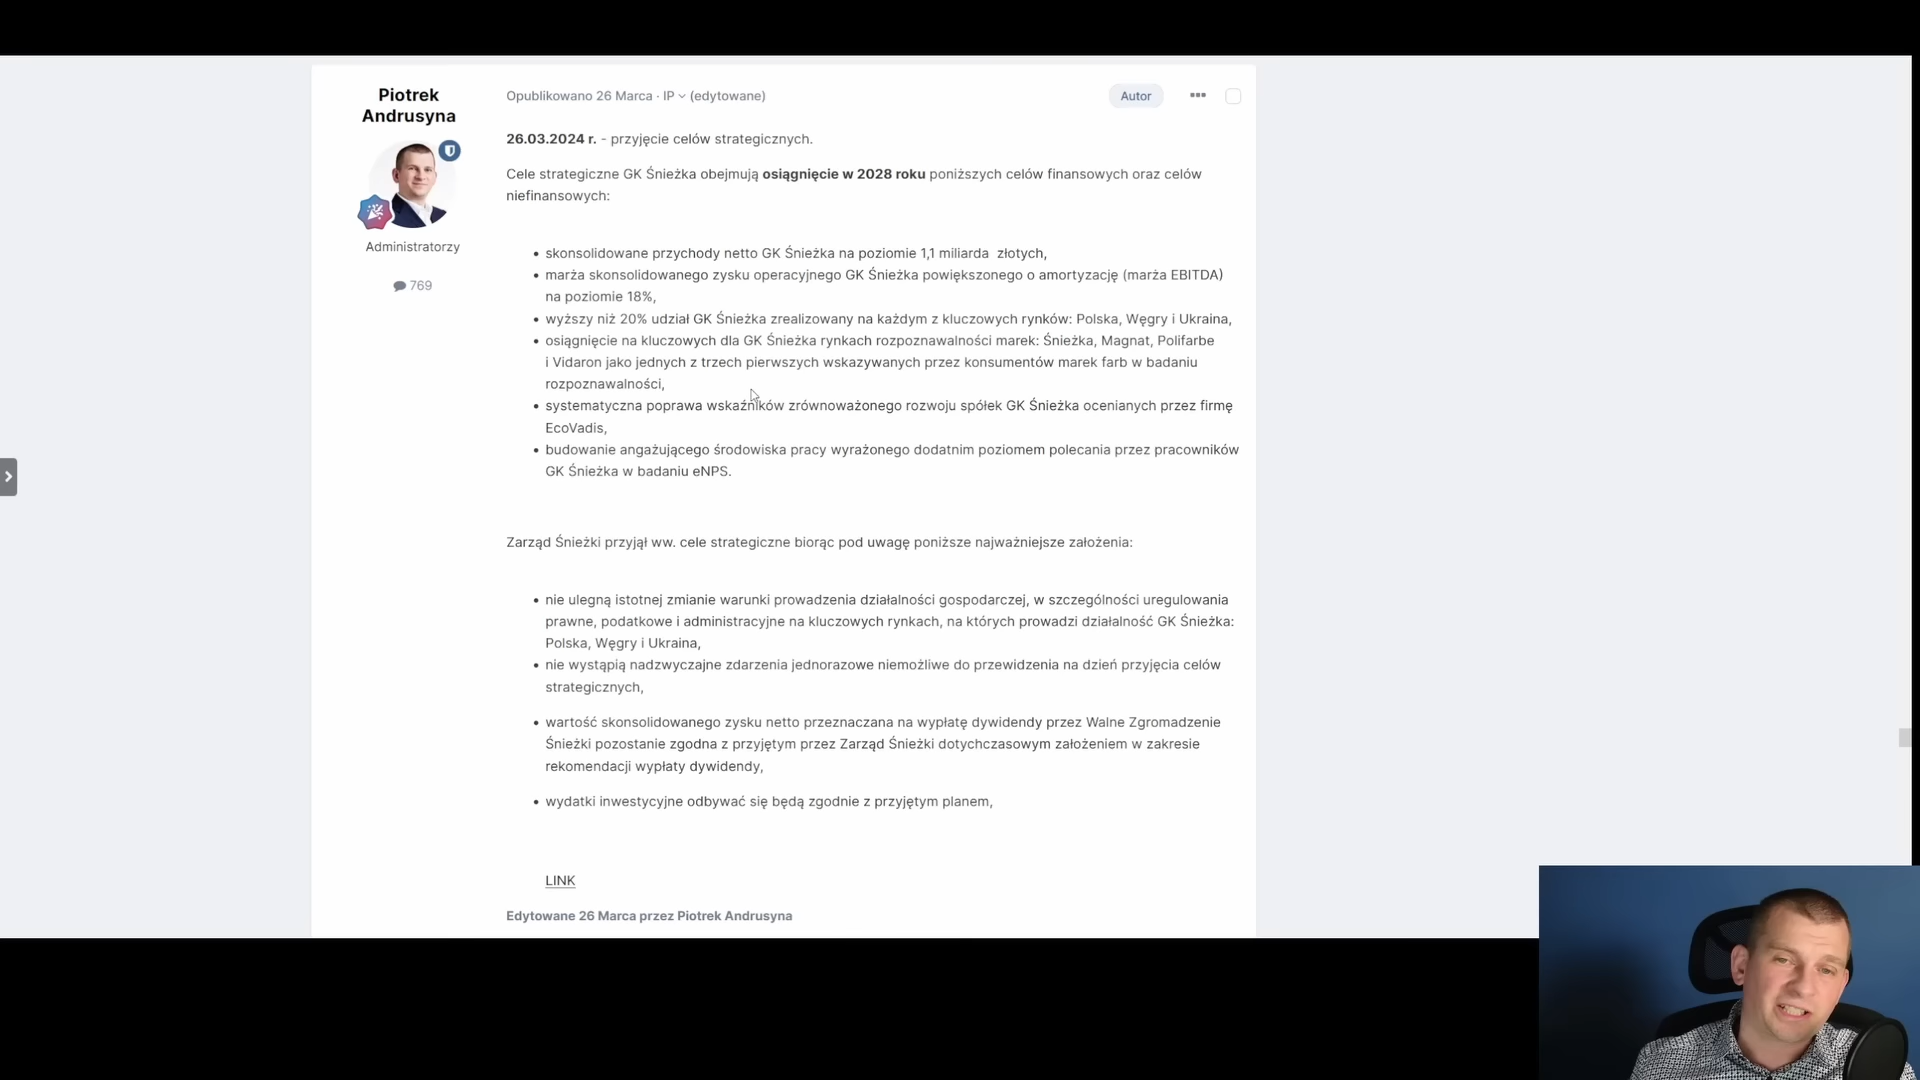 Piotrek
Andrusyna
Administratorzy
769
Opublikowano 26 Marca · IP (edytowane)
Autor
26.03.2024 r. - przyjęcie celów strategicznych.
Cele strategiczne GK Śnieżka obejmują osiągnięcie w 2028 roku poniższych celów finansowych oraz celów
niefinansowych:
• skonsolidowane przychody netto GK Śnieżka na poziomie 1,1 miliarda złotych,
• marża skonsolidowanego zysku operacyjnego GK Śnieżka powiększonego o amortyzację (marża EBITDA)
na poziomie 18%,
• wyższy niż 20% udział GK Śnieżka zrealizowany na każdym z kluczowych rynków: Polska, Węgry i Ukraina,
• osiągnięcie na kluczowych dla GK Śnieżka rynkach rozpoznawalności marek: Śnieżka, Magnat, Polifarbe
i Vidaron jako jednych z trzech pierwszych wskazywanych przez konsumentów marek farb w badaniu
rozpoznawalności,
• systematyczna poprawa wskaźników zrównoważonego rozwoju spółek GK Śnieżka ocenianych przez firmę
EcoVadis,
• budowanie angażującego środowiska pracy wyrażonego dodatnim poziomem polecania przez pracowników
GK Śnieżka w badaniu eNPS.
Zarząd Śnieżki przyjął ww. cele strategiczne biorąc pod uwagę poniższe najważniejsze założenia:
• nie ulegną istotnej zmianie warunki prowadzenia działalności gospodarczej, w szczególności uregulowania
prawne, podatkowe i administracyjne na kluczowych rynkach, na których prowadzi działalność GK Śnieżka:
Polska, Węgry i Ukraina,
• nie wystąpią nadzwyczajne zdarzenia jednorazowe niemożliwe do przewidzenia na dzień przyjęcia celów
strategicznych,
• wartość skonsolidowanego zysku netto przeznaczana na wypłatę dywidendy przez Walne Zgromadzenie
Śnieżki pozostanie zgodna z przyjętym przez Zarząd Śnieżki dotychczasowym założeniem w zakresie
rekomendacji wypłaty dywidendy,
• wydatki inwestycyjne odbywać się będą zgodnie z przyjętym planem,
LINK
Edytowane 26 Marca przez Piotrek Andrusyna